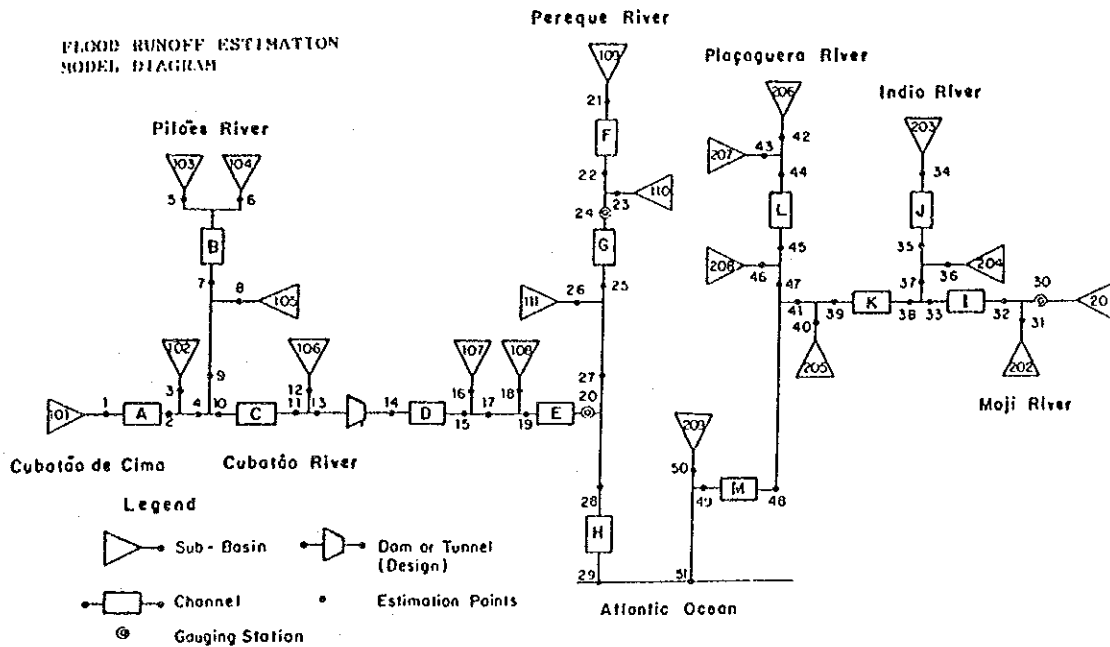 FLOOD RUNOFF ESTIMATION
MODEL DIAGRAM
Pereque River
Plaçaguera River
Indio River
Pilões River
109
206
203
103
104
21
42
34
207
43
F
5
6
22
44
110
23
24
L
J
B
G
45
35
208
46
204
36
7
8
105
25
47
37
30
111
26
41
39
K
38
33
I
32
20
40
31
102
106
107
108
205
202
9
27
Moji River
3
12
16
18
20
101
1
A
2
4
10
C
11
13
14
D
15
17
19
E
209
Cubatão de Cima
Cubatão River
50
49
M
48
28
H
29
51
Atlantic Ocean
Legend
Sub-Basin
Dam or Tunnel
(Design)
Channel
Estimation Points
Gauging Station